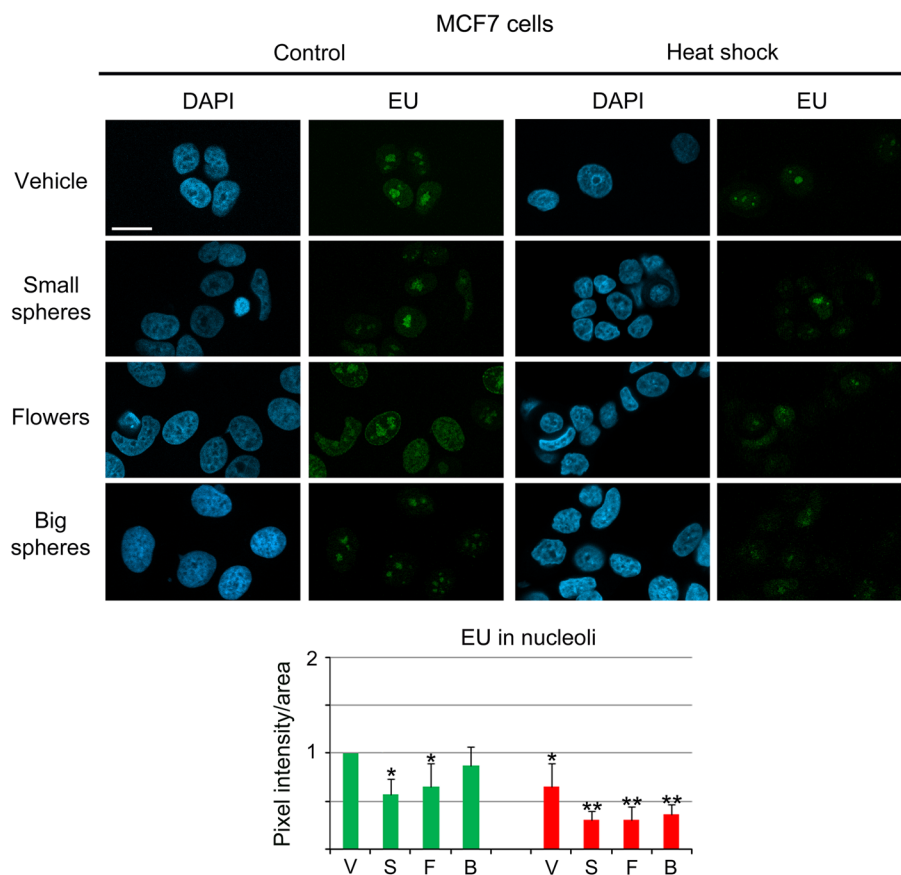 MCF7 cells
Control Heat shock
DAPI EU DAPI EU
Vehicle
Small
spheres
Flowers
Big
spheres
EU in nucleoli
Pixel intensity/area
2
1
0
* * * ** ** **
V S F B V S F B